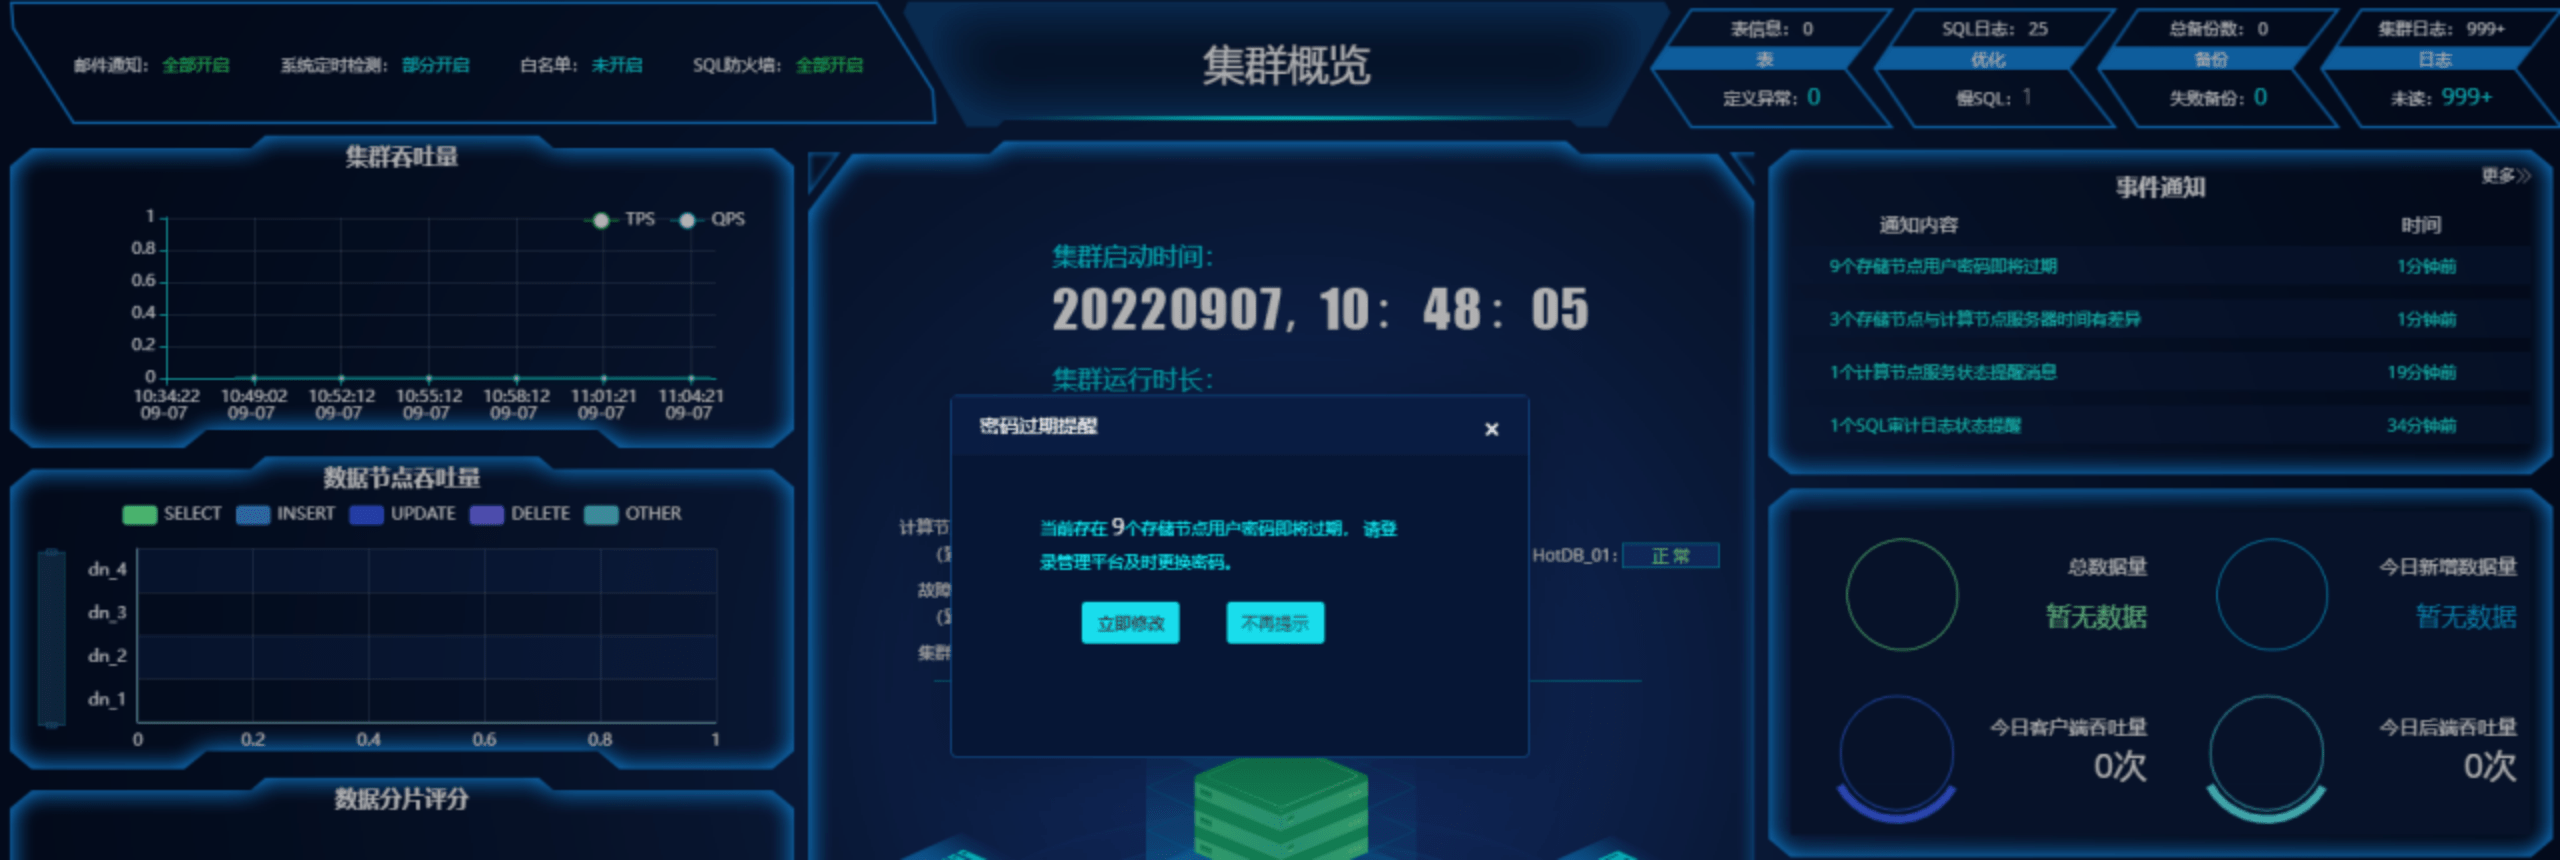 邮件通知: 全部开启 系统定时检测: 部分开启 白名单: 未开启 SQL防火墙: 全部开启
集群概览
表信息: 0
表
定义异常: 0
SQL日志: 25
优化
慢SQL: 1
总备份数: 0
备份
失败备份: 0
集群日志: 999+
日志
未读: 999+
集群吞吐量
TPS QPS
1
0.8
0.6
0.4
0.2
0
10:34:22 10:49:02 10:52:12 10:55:12 10:58:12 11:01:21 11:04:21
09-07 09-07 09-07 09-07 09-07 09-07 09-07
数据节点吞吐量
SELECT INSERT UPDATE DELETE OTHER
dn_4
dn_3
dn_2
dn_1
0 0.2 0.4 0.6 0.8 1
数据分片评分
集群启动时间:
20220907, 10: 48: 05
集群运行时长:
计算节
故障
集群
HotDB_01: 正常
密码过期提醒 ×
当前存在 9个存储节点用户密码即将过期, 请登
录管理平台及时更换密码。
立即修改 不再提示
事件通知
更多
通知内容 时间
9个存储节点用户密码即将过期 1分钟前
3个存储节点与计算节点服务器时间有差异 1分钟前
1个计算节点服务状态提醒消息 19分钟前
1个SQL审计日志状态提醒 34分钟前
总数据量
暂无数据
今日新增数据量
暂无数据
今日客户端吞吐量
0次
今日后端吞吐量
0次